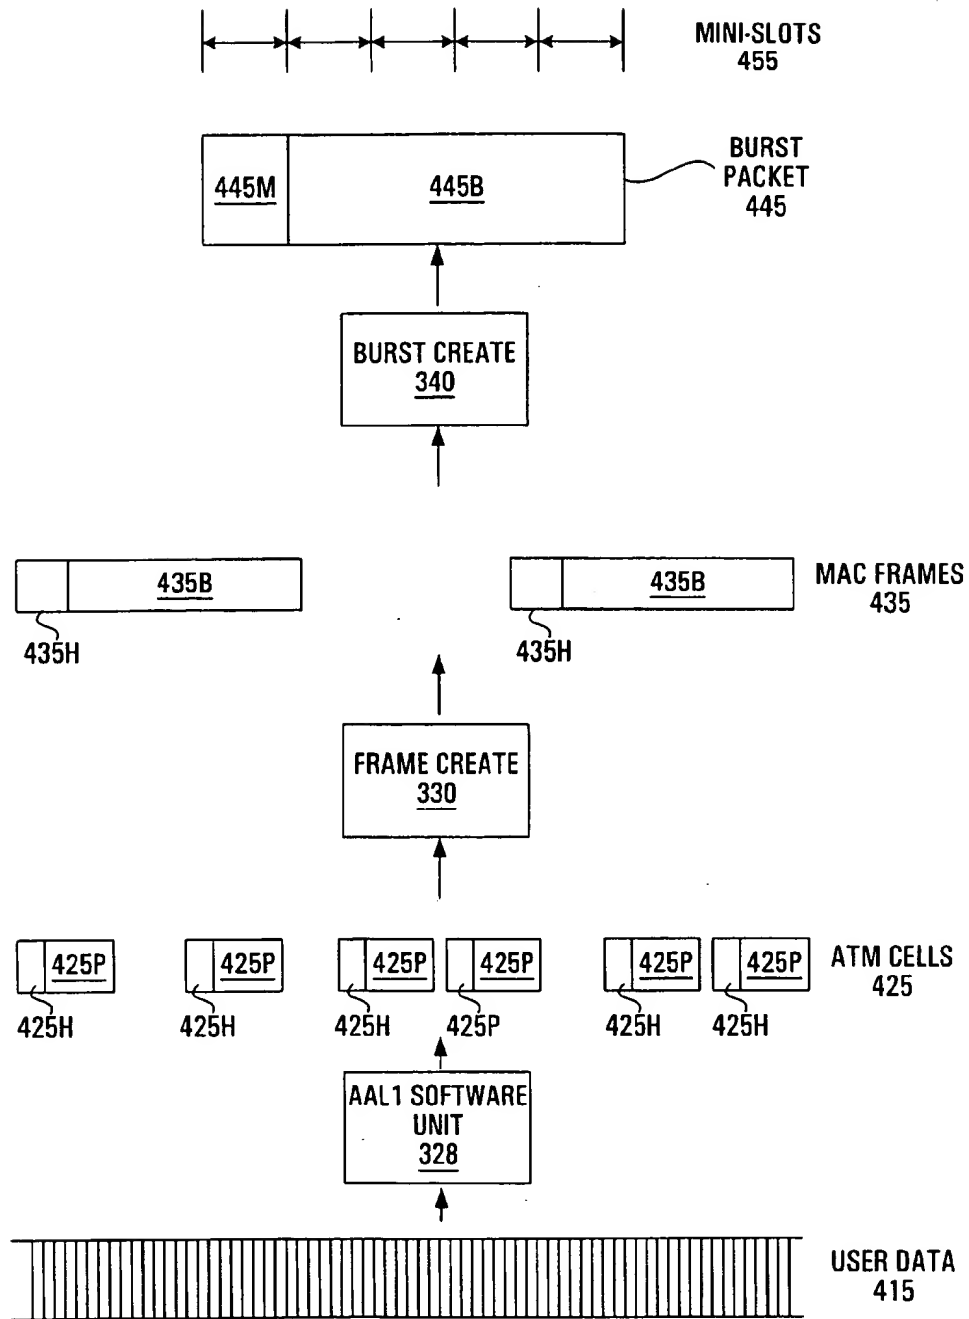 MINI-SLOTS
455
445M
445B
BURST
PACKET
445
BURST CREATE
340
435B
435B
MAC FRAMES
435
435H
435H
FRAME CREATE
330
425P
425P
425P
425P
425P
425P
ATM CELLS
425
425H
425H
425H
425P
425H
425H
AAL1 SOFTWARE
UNIT
328
USER DATA
415